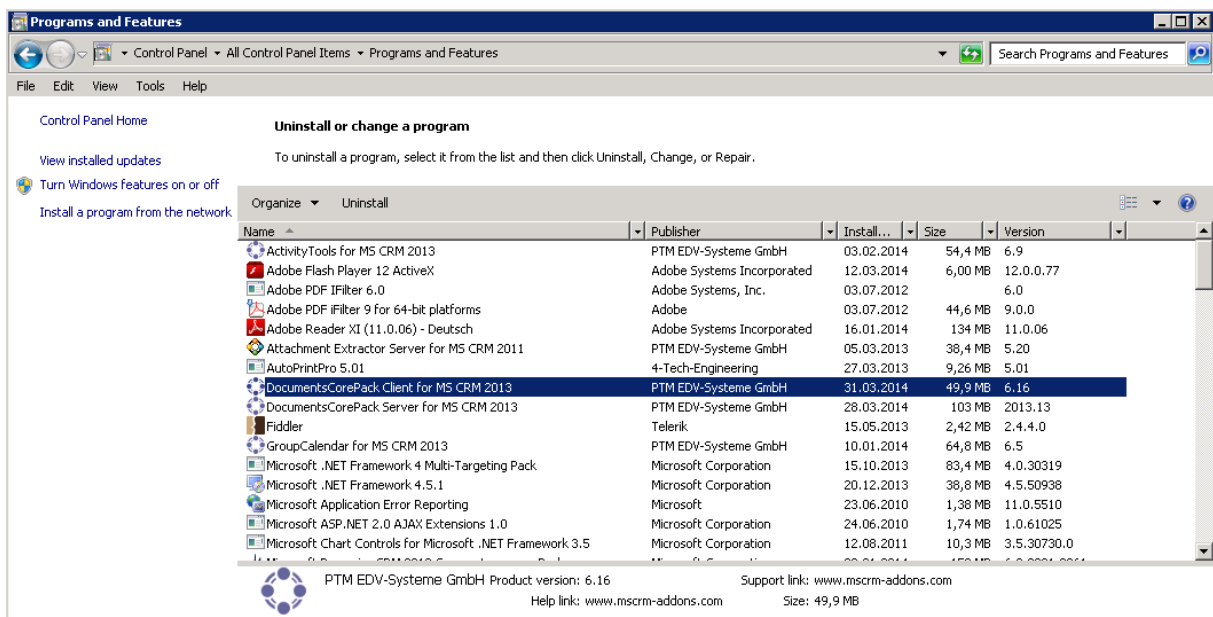 Programs and Features
Control Panel All Control Panel Items Programs and Features Search Programs and Features
File Edit View Tools Help
Control Panel Home
View installed updates
Turn Windows features on or off
Install a program from the network
Uninstall or change a program
To uninstall a program, select it from the list and then click Uninstall, Change, or Repair.
Organize Uninstall
Name Publisher Install... Size Version
ActivityTools for MS CRM 2013 PTM EDV-Systeme GmbH 03.02.2014 54,4 MB 6.9
Adobe Flash Player 12 ActiveX Adobe Systems Incorporated 12.03.2014 6,00 MB 12.0.0.77
Adobe PDF IFilter 6.0 Adobe Systems, Inc. 03.07.2012 6.0
Adobe PDF iFilter 9 for 64-bit platforms Adobe 03.07.2012 44,6 MB 9.0.0
Adobe Reader XI (11.0.06) - Deutsch Adobe Systems Incorporated 16.01.2014 134 MB 11.0.06
Attachment Extractor Server for MS CRM 2011 PTM EDV-Systeme GmbH 05.03.2013 38,4 MB 5.20
AutoPrintPro 5.01 4-Tech-Engineering 27.03.2013 9,26 MB 5.01
DocumentsCorePack Client for MS CRM 2013 PTM EDV-Systeme GmbH 31.03.2014 49,9 MB 6.16
DocumentsCorePack Server for MS CRM 2013 PTM EDV-Systeme GmbH 28.03.2014 103 MB 2013.13
Fiddler Telerik 15.05.2013 2,42 MB 2.4.4.0
GroupCalendar for MS CRM 2013 PTM EDV-Systeme GmbH 10.01.2014 64,8 MB 6.5
Microsoft .NET Framework 4 Multi-Targeting Pack Microsoft Corporation 15.10.2013 83,4 MB 4.0.30319
Microsoft .NET Framework 4.5.1 Microsoft Corporation 20.12.2013 38,8 MB 4.5.50938
Microsoft Application Error Reporting Microsoft 23.06.2010 1,38 MB 11.0.5510
Microsoft ASP.NET 2.0 AJAX Extensions 1.0 Microsoft Corporation 24.06.2010 1,74 MB 1.0.61025
Microsoft Chart Controls for Microsoft .NET Framework 3.5 Microsoft Corporation 12.08.2011 10,3 MB 3.5.30730.0
PTM EDV-Systeme GmbH Product version: 6.16 Support link: www.mscrm-addons.com
Help link: www.mscrm-addons.com Size: 49,9 MB